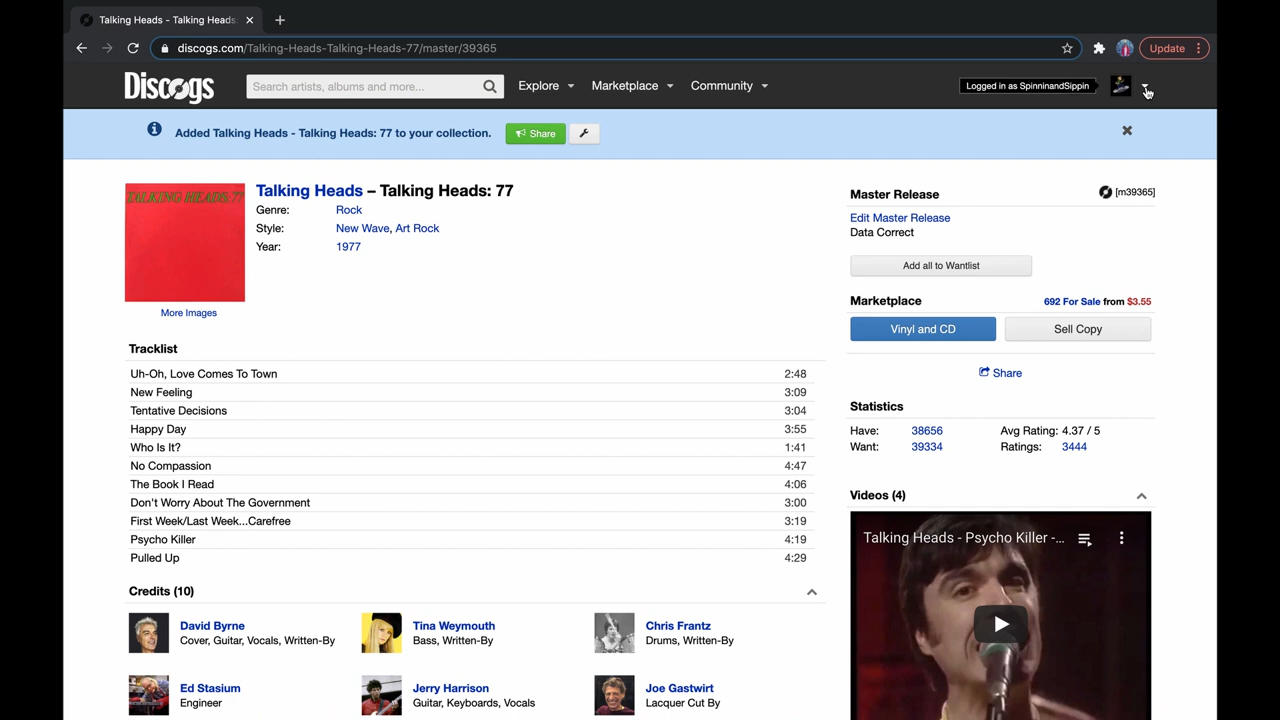 Talking Heads - Talking Heads:
discogs.com/Talking-Heads-Talking-Heads-77/master/39365
Update
Discogs
Search artists, albums and more...
Explore
Marketplace
Community
Logged in as SpinninandSippin
Added Talking Heads - Talking Heads: 77 to your collection.
Share
TALKING HEADS:77
More Images
Talking Heads – Talking Heads: 77
Genre: Rock
Style: New Wave, Art Rock
Year: 1977
Tracklist
Uh-Oh, Love Comes To Town 2:48
New Feeling 3:09
Tentative Decisions 3:04
Happy Day 3:55
Who Is It? 1:41
No Compassion 4:47
The Book I Read 4:06
Don't Worry About The Government 3:00
First Week/Last Week...Carefree 3:19
Psycho Killer 4:19
Pulled Up 4:29
Credits (10)
David Byrne
Cover, Guitar, Vocals, Written-By
Tina Weymouth
Bass, Written-By
Chris Frantz
Drums, Written-By
Ed Stasium
Engineer
Jerry Harrison
Guitar, Keyboards, Vocals
Joe Gastwirt
Lacquer Cut By
Master Release
[m39365]
Edit Master Release
Data Correct
Add all to Wantlist
Marketplace
692 For Sale from $3.55
Vinyl and CD
Sell Copy
Share
Statistics
Have: 38656
Avg Rating: 4.37 / 5
Want: 39334
Ratings: 3444
Videos (4)
Talking Heads - Psycho Killer -...